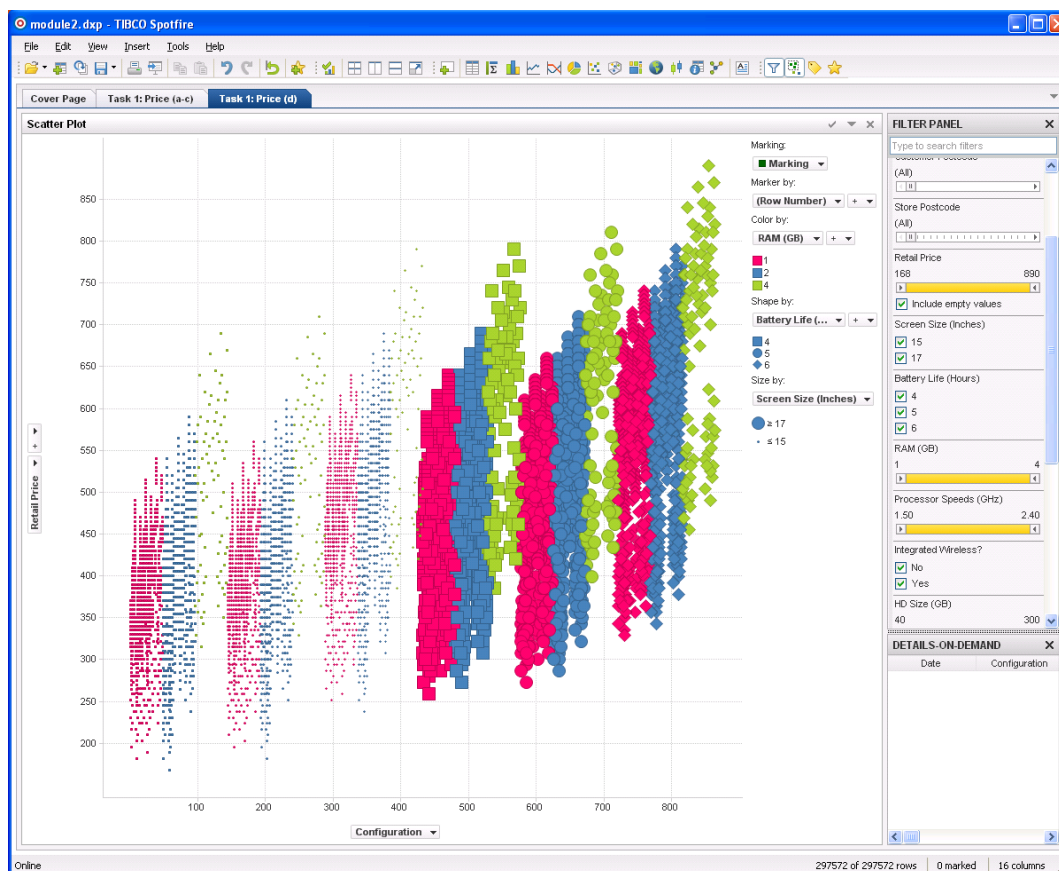 module2.dxp - TIBCO Spotfire
File Edit View Insert Tools Help
Cover Page Task 1: Price (a-c) Task 1: Price (d)
Scatter Plot
850
800
750
700
650
600
550
500
450
400
350
300
250
200
Retail Price
+
100 200 300 400 500 600 700 800
Configuration
Marking:
Marking
Marker by:
(Row Number) +
Color by:
RAM (GB) +
1
2
4
Shape by:
Battery Life (... +
4
5
6
Size by:
Screen Size (Inches)
≥ 17
≤ 15
FILTER PANEL
Type to search filters
Customer Postcode
(All)
Store Postcode
(All)
Retail Price
168 890
Include empty values
Screen Size (Inches)
15
17
Battery Life (Hours)
4
5
6
RAM (GB)
1 4
Processor Speeds (GHz)
1.50 2.40
Integrated Wireless?
No
Yes
HD Size (GB)
40 300
DETAILS-ON-DEMAND
Date Configuration
Online
297572 of 297572 rows 0 marked 16 columns